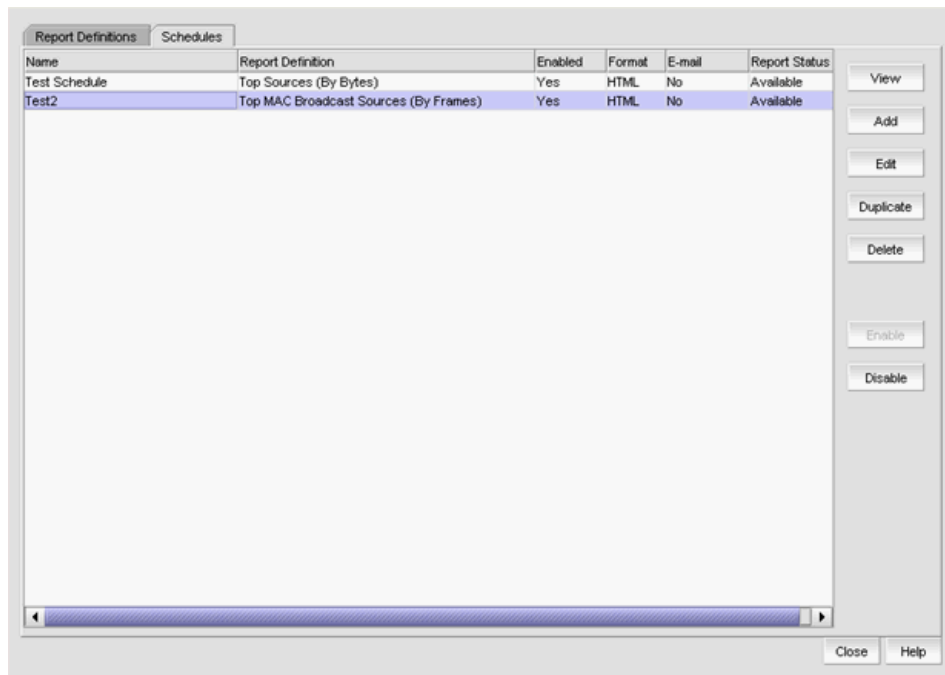 Report Definitions Schedules
Name Report Definition Enabled Format E-mail Report Status
Test Schedule Top Sources (By Bytes) Yes HTML No Available
Test2 Top MAC Broadcast Sources (By Frames) Yes HTML No Available
View
Add
Edit
Duplicate
Delete
Enable
Disable
Close Help